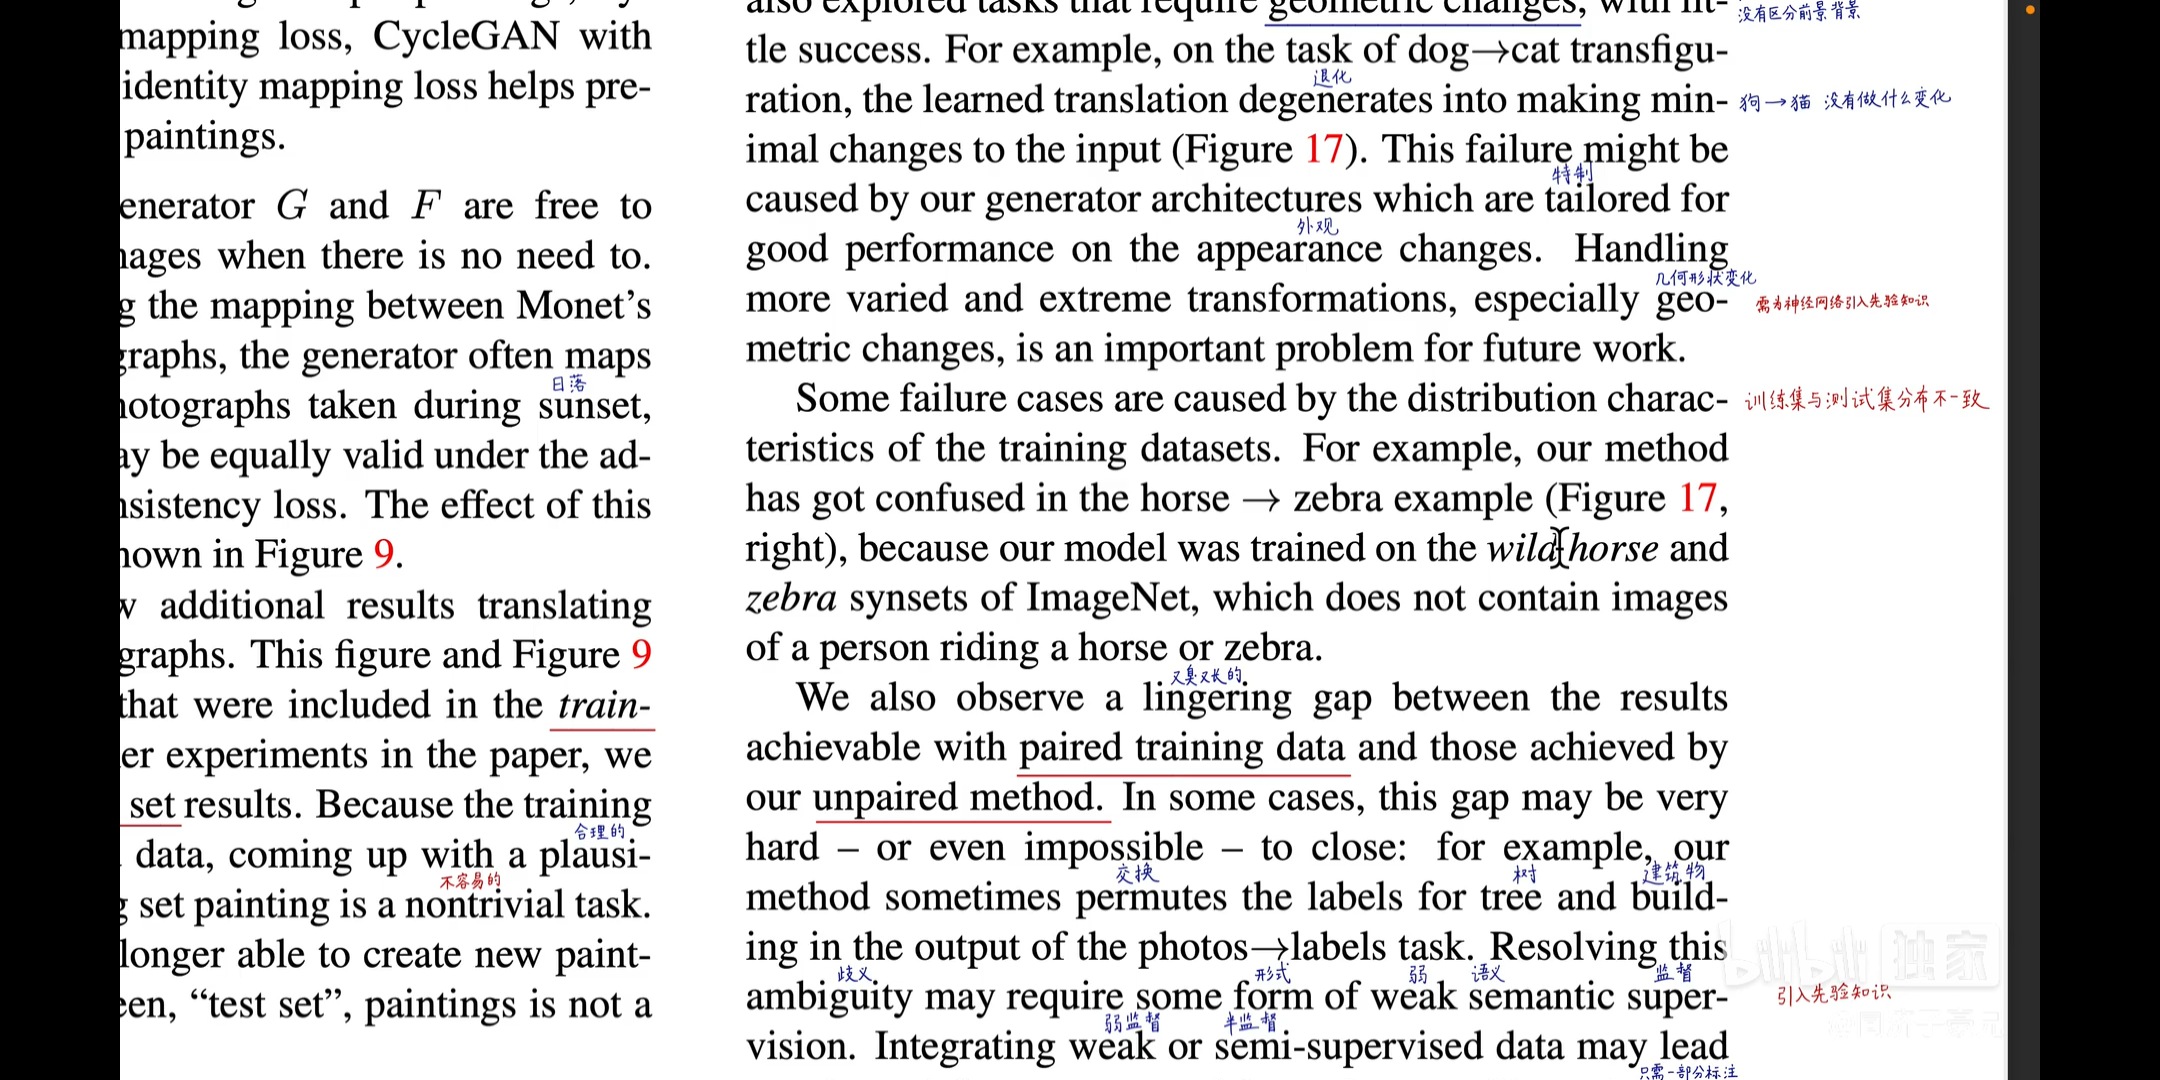 mapping loss, CycleGAN with
identity mapping loss helps pre-
paintings.
enerator G and F are free to
ages when there is no need to.
g the mapping between Monet's
graphs, the generator often maps
日落
otographs taken during sunset,
ay be equally valid under the ad-
nsistency loss. The effect of this
hown in Figure 9.
w additional results translating
graphs. This figure and Figure 9
that were included in the train-
er experiments in the paper, we
set results. Because the training
合理的
data, coming up with a plausi-
不容易的
g set painting is a nontrivial task.
longer able to create new paint-
een, “test set”, paintings is not a
also explored tasks that require geometric changes, with lit-
没有区分前景背景
tle success. For example, on the task of dog→cat transfigu-
退化
ration, the learned translation degenerates into making min-
狗→猫 没有做什么变化
imal changes to the input (Figure 17). This failure might be
特制
caused by our generator architectures which are tailored for
外观
good performance on the appearance changes. Handling
几何形状变化
more varied and extreme transformations, especially geo-
需为神经网络引入先验知识
metric changes, is an important problem for future work.
Some failure cases are caused by the distribution charac-
训练集与测试集分布不一致
teristics of the training datasets. For example, our method
has got confused in the horse → zebra example (Figure 17,
right), because our model was trained on the wild horse and
zebra synsets of ImageNet, which does not contain images
of a person riding a horse or zebra.
又臭又长的
We also observe a lingering gap between the results
achievable with paired training data and those achieved by
our unpaired method. In some cases, this gap may be very
hard – or even impossible – to close: for example, our
交换 树 建筑物
method sometimes permutes the labels for tree and build-
ing in the output of the photos→labels task. Resolving this
bilibili 独家
歧义 形式 弱 语义 监督
ambiguity may require some form of weak semantic super-
引入先验知识
弱监督 半监督
vision. Integrating weak or semi-supervised data may lead
只需一部分标注